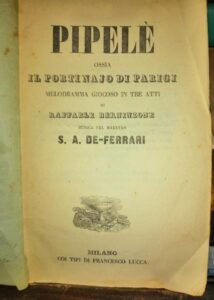 PIPELÈ
OSSIA
IL PORTINAJO DI PARIGI
MELODRAMMA GIOCOSO IN TRE ATTI
DI
RAFFAELE BERNINZONE
MUSICA DEL MAESTRO
S. A. DE-FERRARI
MILANO
COI TIPI DI FRANCESCO LUCCA.